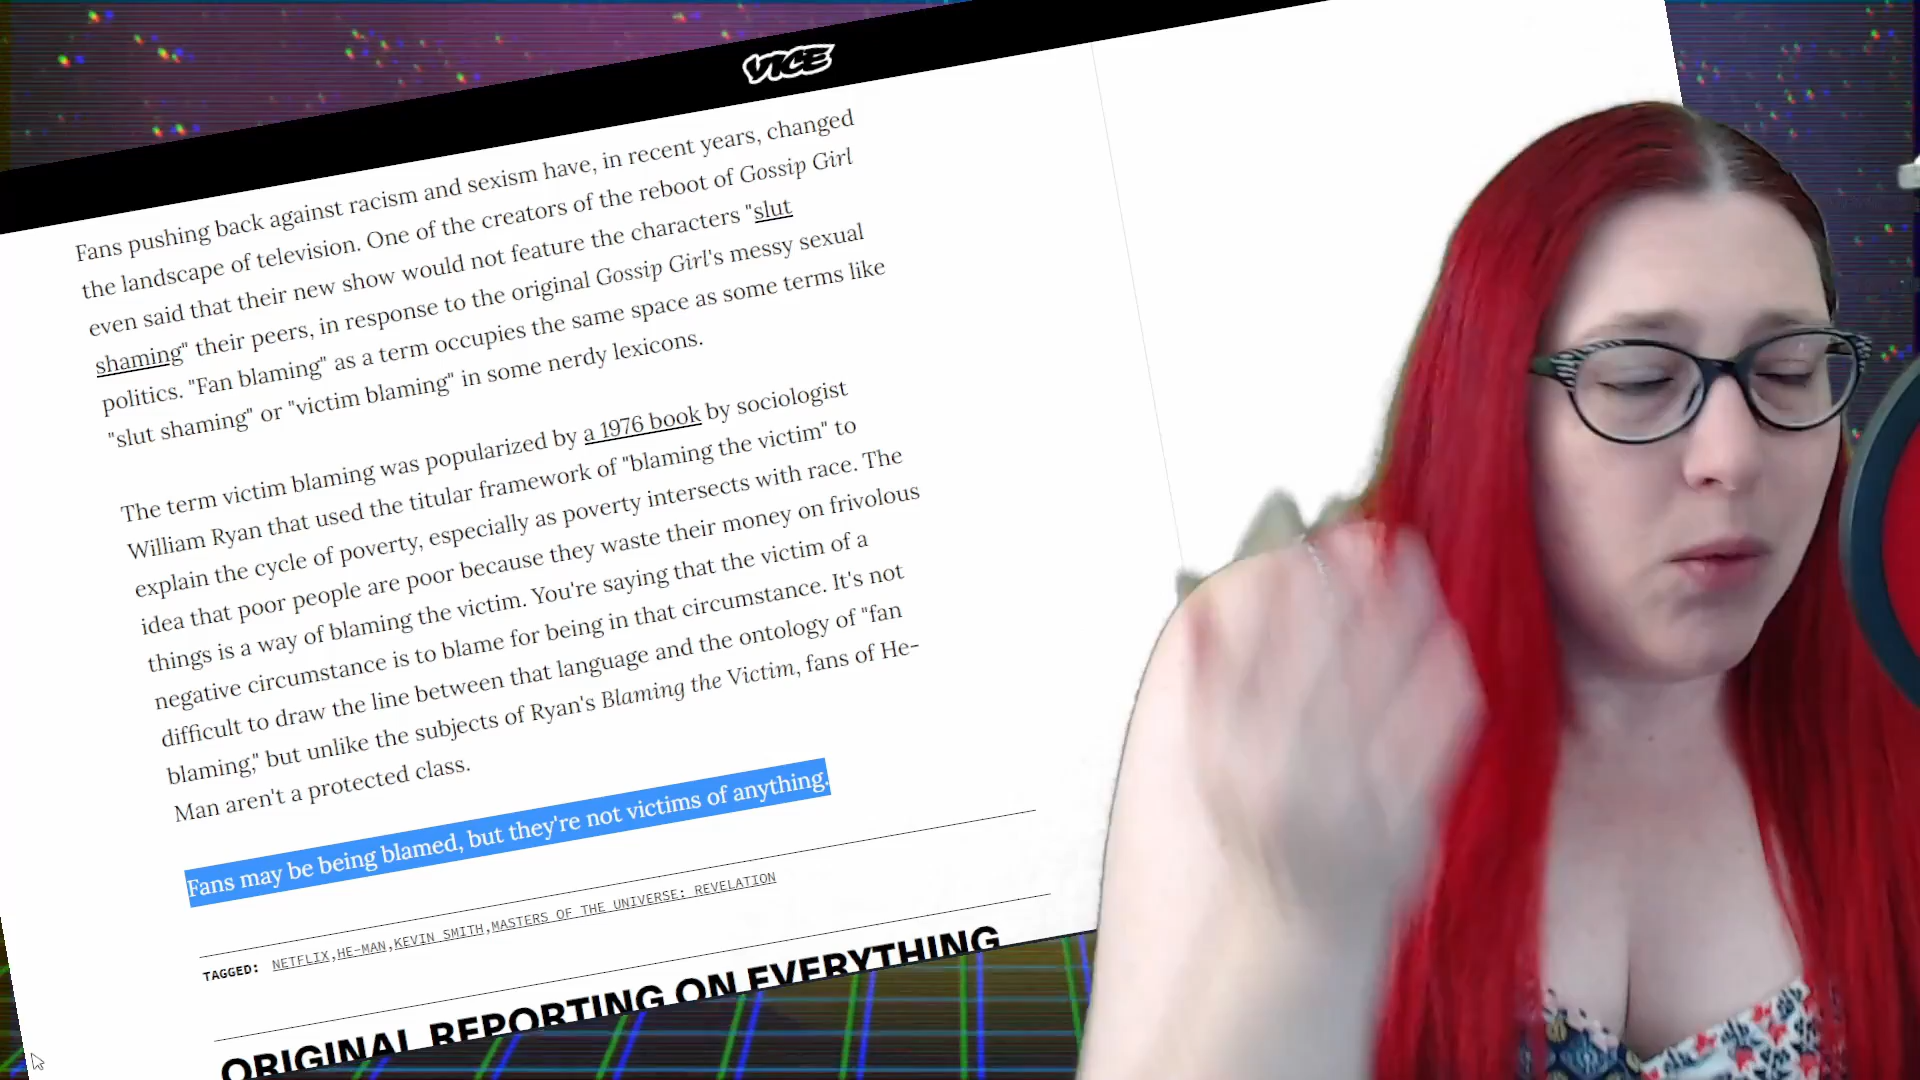 VICE
Fans pushing back against racism and sexism have, in recent years, changed
the landscape of television. One of the creators of the reboot of Gossip Girl
even said that their new show would not feature the characters "slut
shaming" their peers, in response to the original Gossip Girl's messy sexual
politics. "Fan blaming" as a term occupies the same space as some terms like
"slut shaming" or "victim blaming" in some nerdy lexicons.
The term victim blaming was popularized by a 1976 book by sociologist
William Ryan that used the titular framework of "blaming the victim" to
explain the cycle of poverty, especially as poverty intersects with race. The
idea that poor people are poor because they waste their money on frivolous
things is a way of blaming the victim. You're saying that the victim of a
negative circumstance is to blame for being in that circumstance. It's not
difficult to draw the line between that language and the ontology of "fan
blaming," but unlike the subjects of Ryan's Blaming the Victim, fans of He-
Man aren't a protected class.
Fans may be being blamed, but they're not victims of anything.
TAGGED: NETFLIX,HE-MAN,KEVIN SMITH,MASTERS OF THE UNIVERSE: REVELATION
ORIGINAL REPORTING ON EVERYTHING